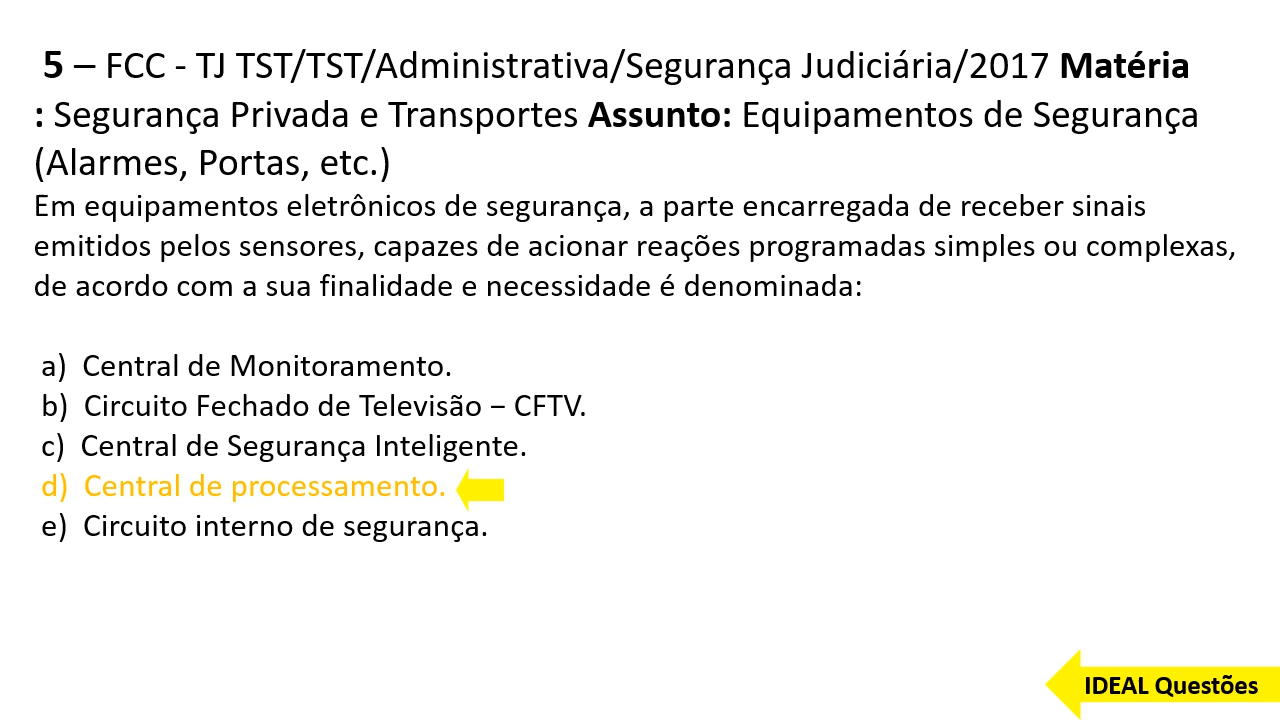 5 – FCC - TJ TST/TST/Administrativa/Segurança Judiciária/2017 Matéria
: Segurança Privada e Transportes Assunto: Equipamentos de Segurança
(Alarmes, Portas, etc.)
Em equipamentos eletrônicos de segurança, a parte encarregada de receber sinais
emitidos pelos sensores, capazes de acionar reações programadas simples ou complexas,
de acordo com a sua finalidade e necessidade é denominada:
a) Central de Monitoramento.
b) Circuito Fechado de Televisão − CFTV.
c) Central de Segurança Inteligente.
d) Central de processamento.
e) Circuito interno de segurança.
IDEAL Questões